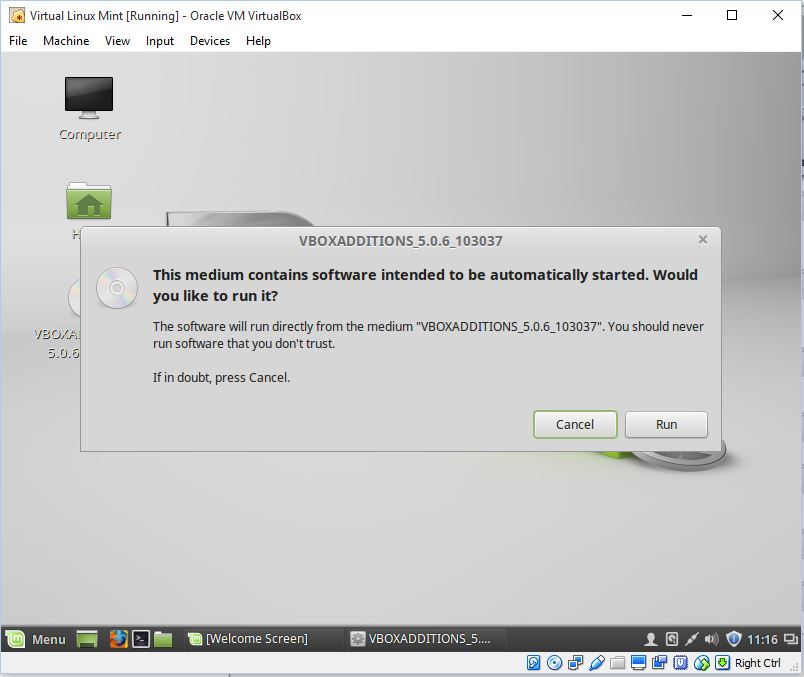 Virtual Linux Mint [Running] - Oracle VM VirtualBox
File Machine View Input Devices Help
Computer
H
VBOXADDITIONS_5.0.6_103037
This medium contains software intended to be automatically started. Would
you like to run it?
VBOXA
5.0.6
The software will run directly from the medium "VBOXADDITIONS_5.0.6_103037". You should never
run software that you don't trust.
If in doubt, press Cancel.
Cancel Run
Menu [Welcome Screen] VBOXADDITIONS_5.... 11:16
Right Ctrl